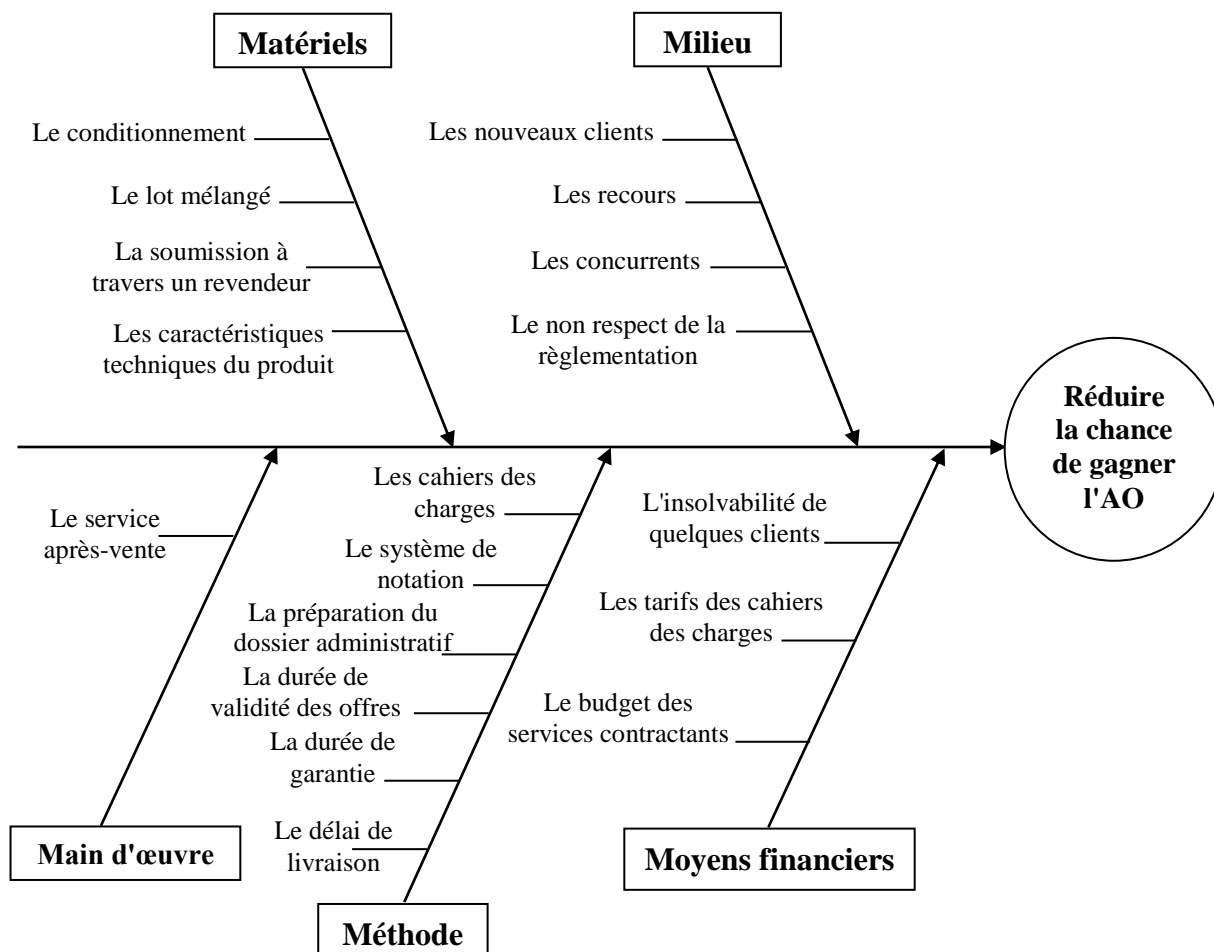 Matériels
Milieu
Le conditionnement
Le lot mélangé
La soumission à
travers un revendeur
Les caractéristiques
techniques du produit
Les nouveaux clients
Les recours
Les concurrents
Le non respect de la
règlementation
Réduire
la chance
de gagner
l'AO
Le service
après-vente
Les cahiers des
charges
Le système de
notation
La préparation du
dossier administratif
La durée de
validité des offres
La durée de
garantie
Le délai de
livraison
L'insolvabilité de
quelques clients
Les tarifs des cahiers
des charges
Le budget des
services contractants
Main d'œuvre
Méthode
Moyens financiers